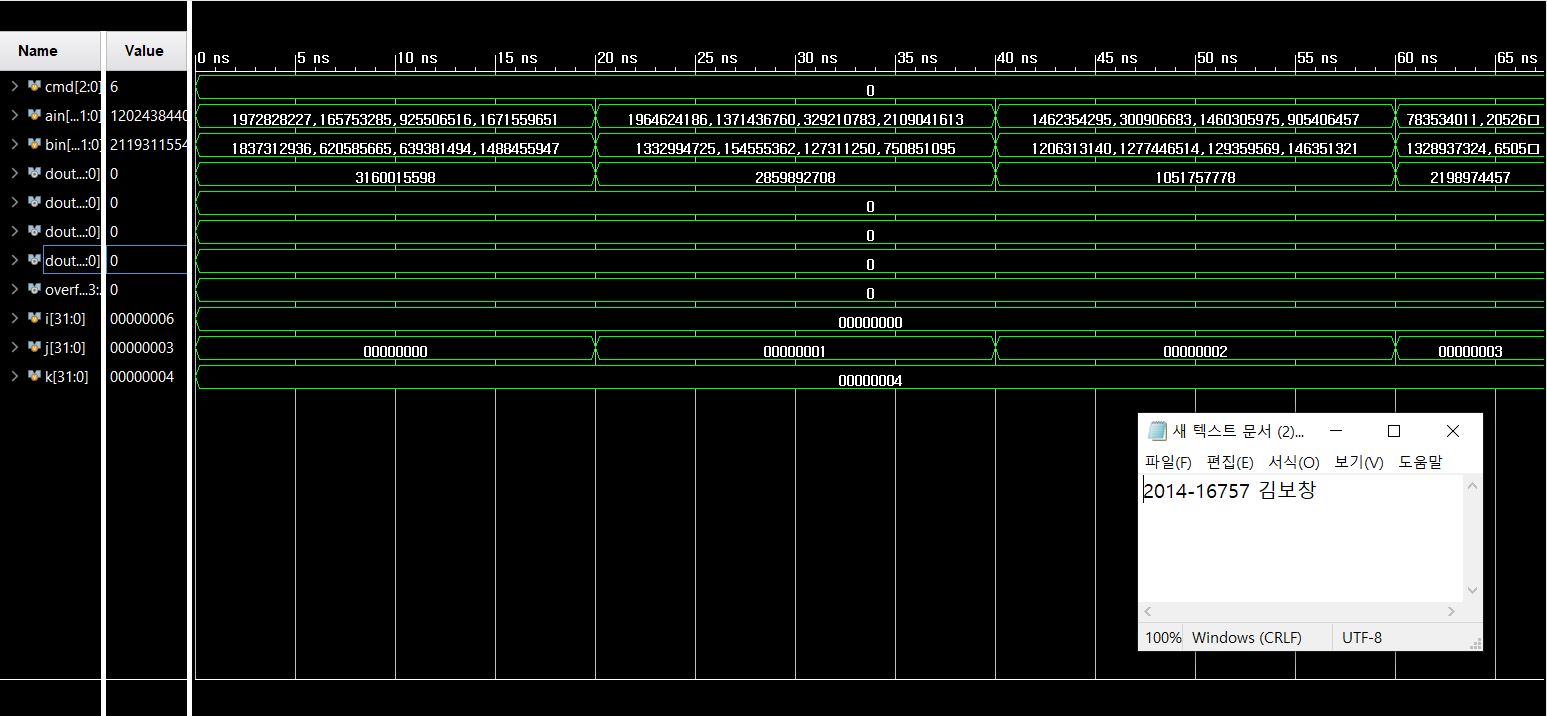 Name Value
0 ns 5 ns 10 ns 15 ns 20 ns 25 ns 30 ns 35 ns 40 ns 45 ns 50 ns 55 ns 60 ns 65 ns
cmd[2:0] 6 0
ain[...1:0] 1202438440 1972828227,165753285,925506516,1671559651 1964624186,1371436760,329210783,2109041613 1462354295,300906683,1460305975,905406457 783534011,20526
bin[...1:0] 2119311554 1837312936,620585665,639381494,1488455947 1332994725,154555362,127311250,750851095 1206313140,1277446514,129359569,146351321 1328937324,6505
dout...:0] 0 3160015598 2859892708 1051757778 2198974457
dout...:0] 0 0
dout...:0] 0 0
dout...:0] 0 0
overf...3:. 0 0
i[31:0] 00000006 00000000
j[31:0] 00000003 00000000 00000001 00000002 00000003
k[31:0] 00000004 00000004
새 텍스트 문서 (2)...
파일(F) 편집(E) 서식(O) 보기(V) 도움말
2014-16757 김보창
100% Windows (CRLF) UTF-8